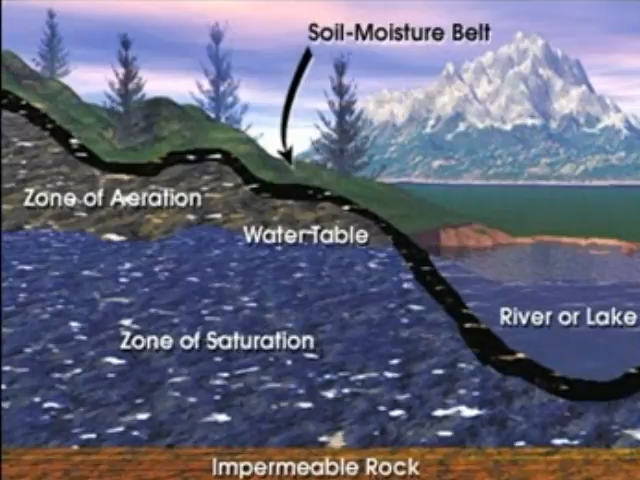 Soil-Moisture Belt
Zone of Aeration
Water Table
River or Lake
Zone of Saturation
Impermeable Rock